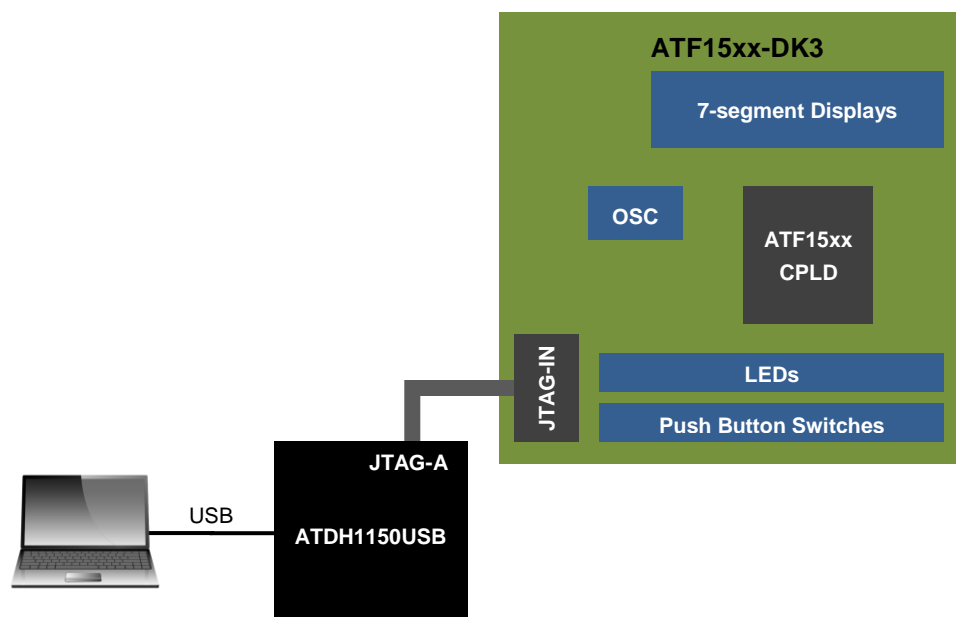 ATF15xx-DK3
7-segment Displays
OSC
ATF15xx
CPLD
JTAG-IN
LEDs
Push Button Switches
JTAG-A
USB
ATDH1150USB